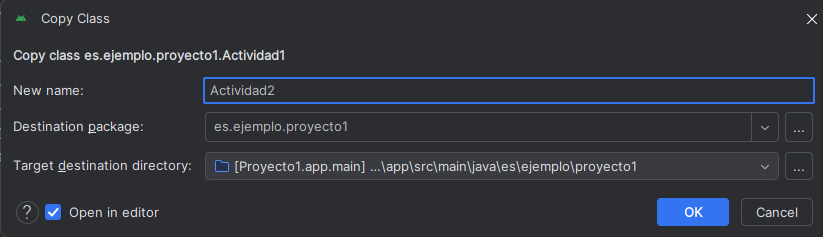 Copy Class
Copy class es.ejemplo.proyecto1.Actividad1
New name: Actividad2
Destination package: es.ejemplo.proyecto1 ...
Target destination directory: [Proyecto1.app.main] ...\app\src\main\java\es\ejemplo\proyecto1 ...
? Open in editor OK Cancel